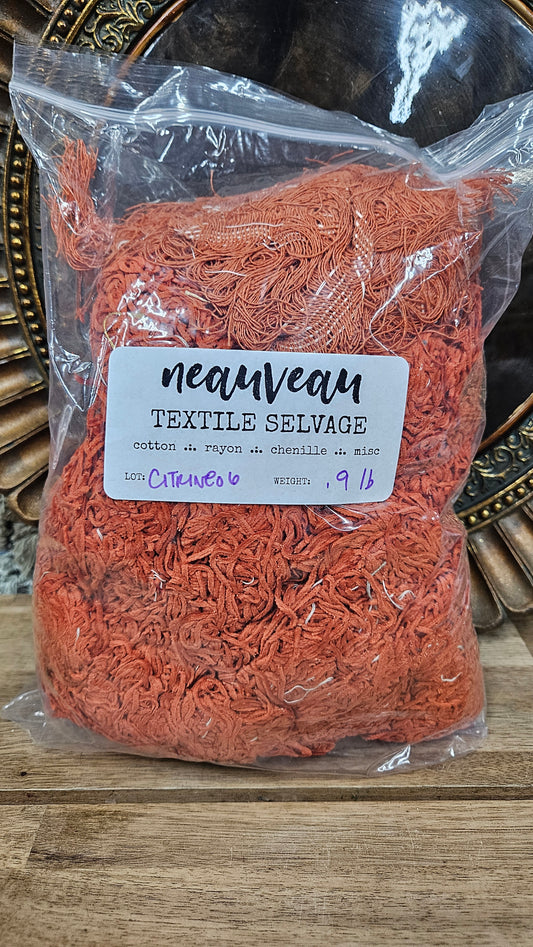 neauveau
TEXTILE SELVAGE
cotton .:. rayon .:. chenille .:. misc
LOT: CITRINE06 WEIGHT: .9 lb